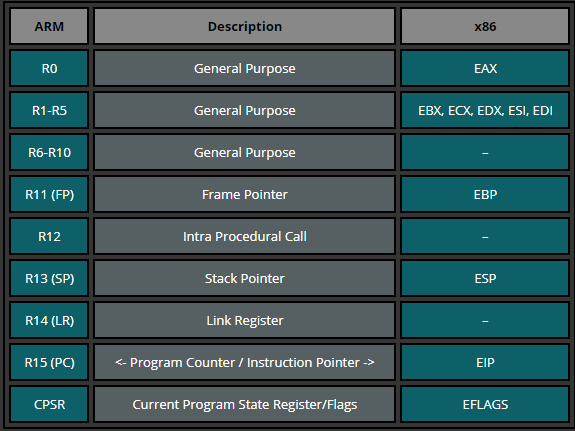 ARM Description x86
R0 General Purpose EAX
R1-R5 General Purpose EBX, ECX, EDX, ESI, EDI
R6-R10 General Purpose –
R11 (FP) Frame Pointer EBP
R12 Intra Procedural Call –
R13 (SP) Stack Pointer ESP
R14 (LR) Link Register –
R15 (PC) <- Program Counter / Instruction Pointer -> EIP
CPSR Current Program State Register/Flags EFLAGS